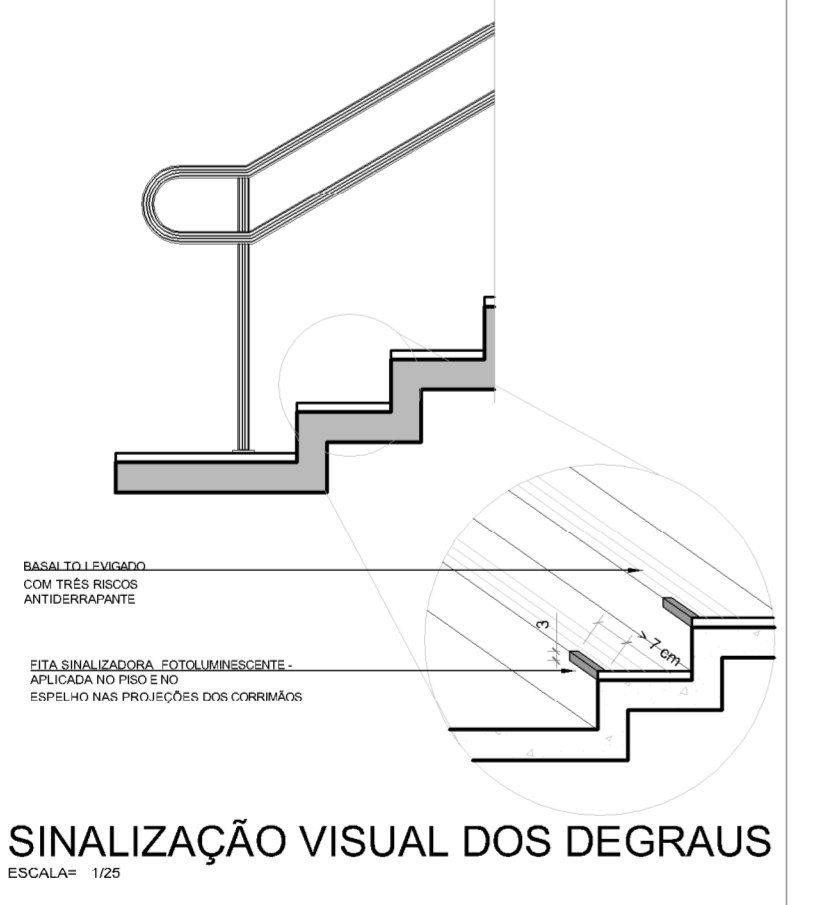 BASALTO LEVIGADO
COM TRÊS RISCOS
ANTIDERRAPANTE
3
> 7 cm
FITA SINALIZADORA FOTOLUMINESCENTE -
APLICADA NO PISO E NO
ESPELHO NAS PROJEÇÕES DOS CORRIMÃOS
SINALIZAÇÃO VISUAL DOS DEGRAUS
ESCALA= 1/25